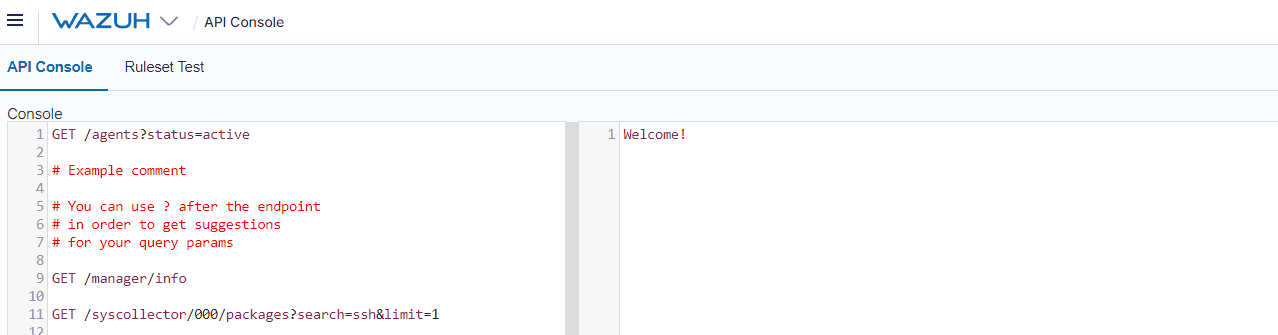 WAZUH / API Console
API Console Ruleset Test
Console
1 GET /agents?status=active
2
3 # Example comment
4
5 # You can use ? after the endpoint
6 # in order to get suggestions
7 # for your query params
8
9 GET /manager/info
10
11 GET /syscollector/000/packages?search=ssh&limit=1
12
1 Welcome!